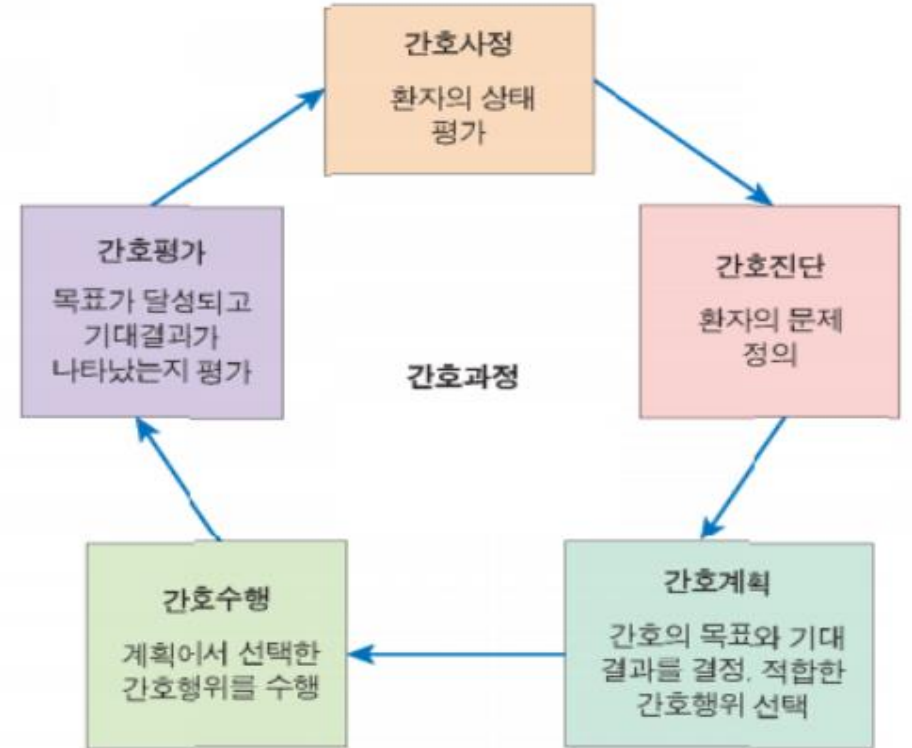 간호사정
환자의 상태
평가
간호진단
환자의 문제
정의
간호계획
간호의 목표와 기대
결과를 결정. 적합한
간호행위 선택
간호수행
계획에서 선택한
간호행위를 수행
간호평가
목표가 달성되고
기대결과가
나타났는지 평가
간호과정